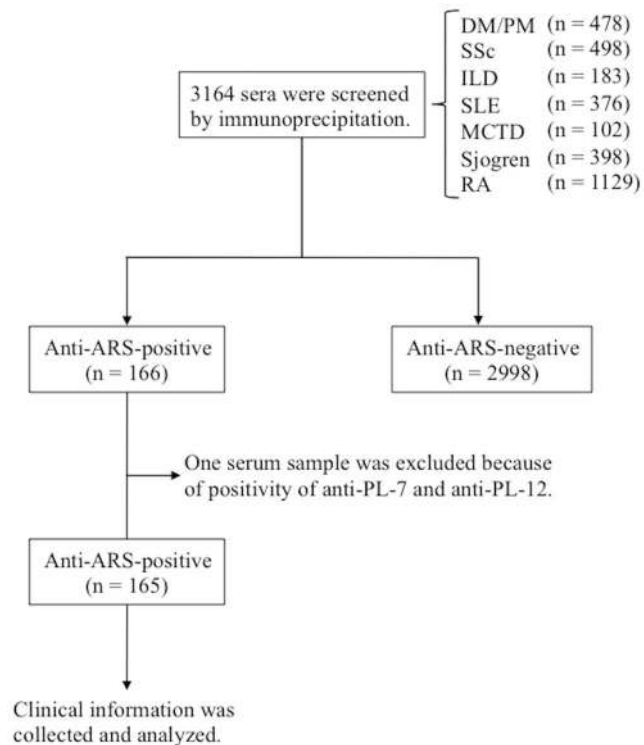 DM/PM (n = 478)
SSc (n = 498)
ILD (n = 183)
SLE (n = 376)
MCTD (n = 102)
Sjogren (n = 398)
RA (n = 1129)
3164 sera were screened
by immunoprecipitation.
Anti-ARS-positive
(n = 166)
Anti-ARS-negative
(n = 2998)
One serum sample was excluded because
of positivity of anti-PL-7 and anti-PL-12.
Anti-ARS-positive
(n = 165)
Clinical information was
collected and analyzed.